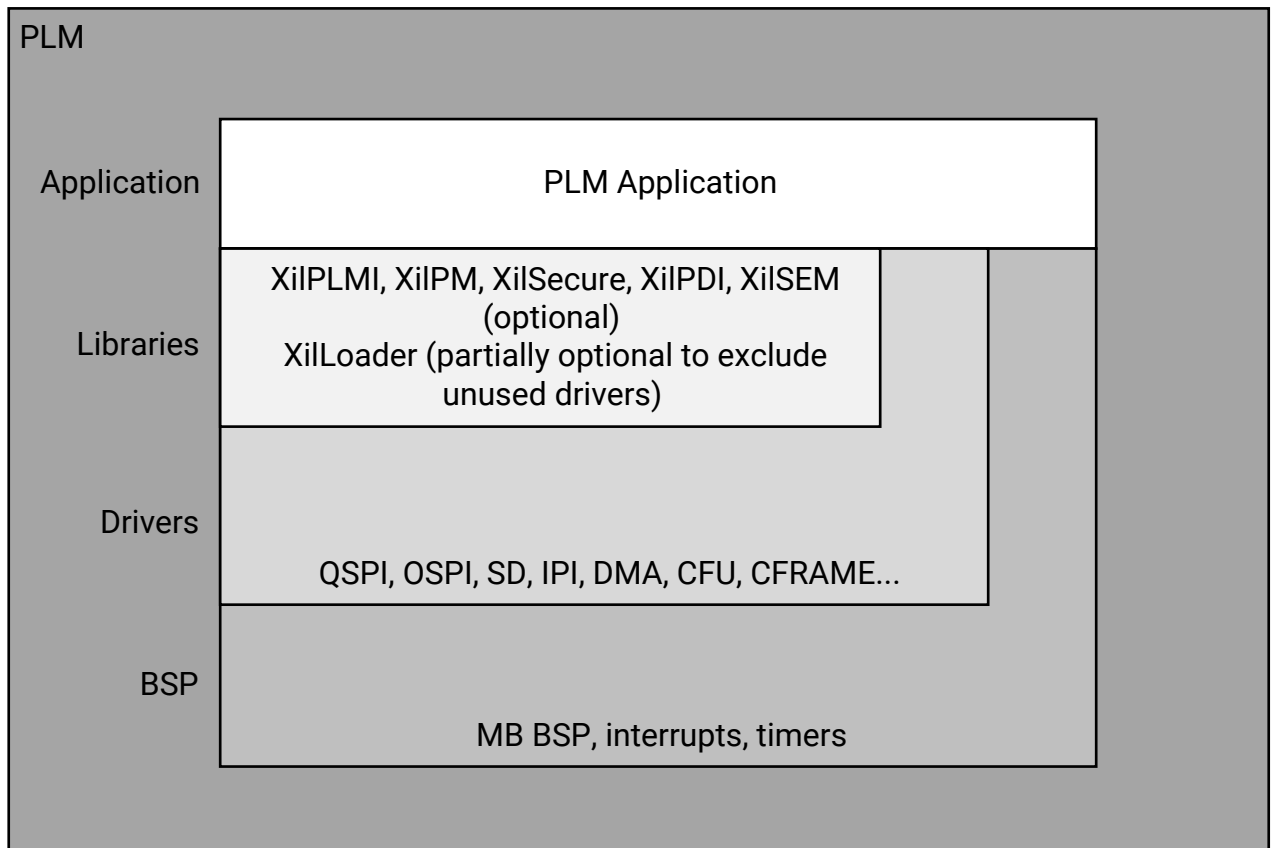 PLM
Application
PLM Application
Libraries
XilPLMI, XilPM, XilSecure, XilPDI, XilSEM
(optional)
XilLoader (partially optional to exclude
unused drivers)
Drivers
QSPI, OSPI, SD, IPI, DMA, CFU, CFRAME...
BSP
MB BSP, interrupts, timers